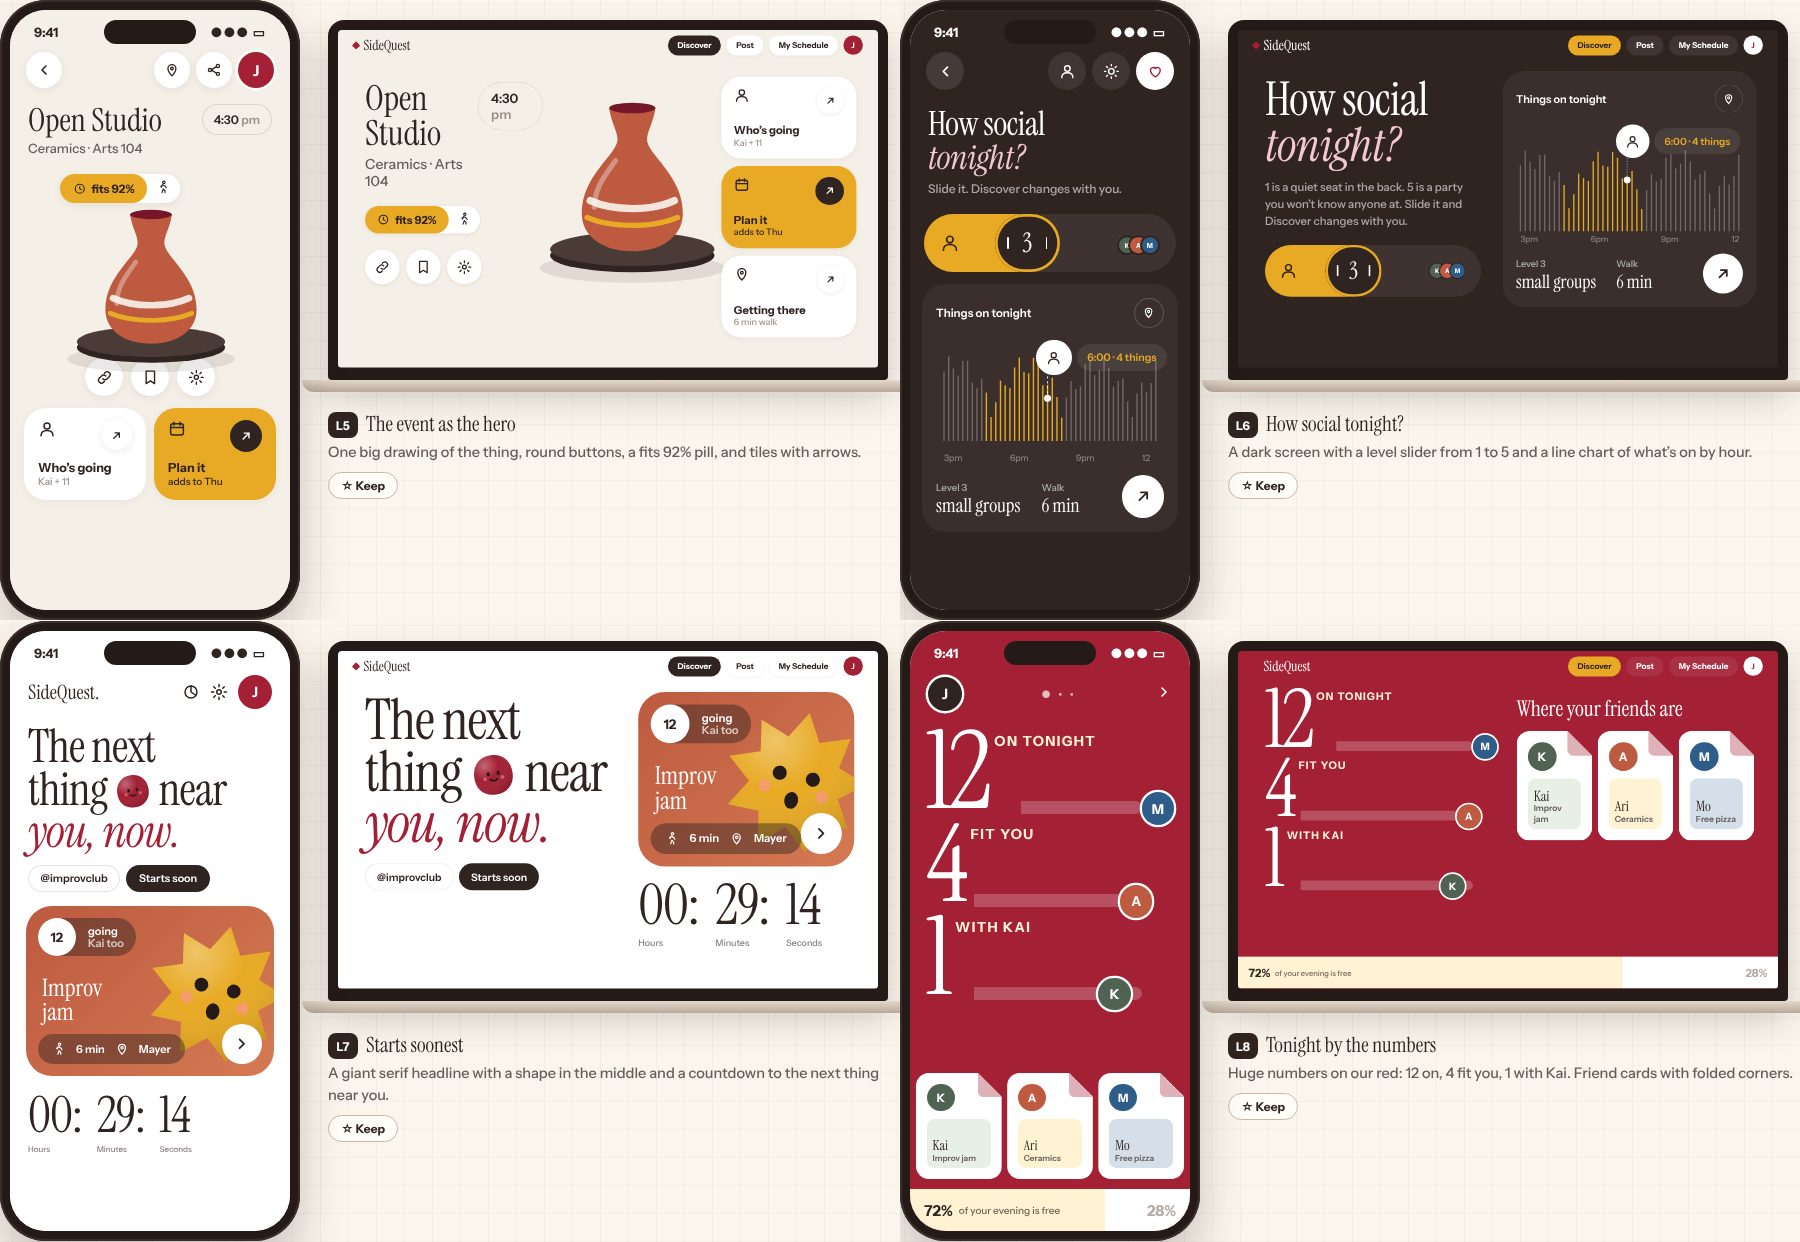 9:41
J
Open Studio
4:30 pm
Ceramics · Arts 104
fits 92%
Who's going
Kai + 11
Plan it
adds to Thu
SideQuest
Discover
Post
My Schedule
J
Open
Studio
4:30
pm
Ceramics · Arts
104
fits 92%
Who's going
Kai + 11
Plan it
adds to Thu
Getting there
6 min walk
L5 The event as the hero
One big drawing of the thing, round buttons, a fits 92% pill, and tiles with arrows.
☆ Keep
9:41
How social
tonight?
Slide it. Discover changes with you.
3
K A M
Things on tonight
6:00 · 4 things
3pm 6pm 9pm 12
Level 3
small groups
Walk
6 min
SideQuest
Discover
Post
My Schedule
J
How social
tonight?
1 is a quiet seat in the back. 5 is a party
you won't know anyone at. Slide it and
Discover changes with you.
3
K A M
Things on tonight
6:00 · 4 things
3pm 6pm 9pm 12
Level 3
small groups
Walk
6 min
L6 How social tonight?
A dark screen with a level slider from 1 to 5 and a line chart of what's on by hour.
☆ Keep
9:41
SideQuest.
J
The next
thing near
you, now.
@improvclub
Starts soon
12
going
Kai too
Improv
jam
6 min
Mayer
00: 29: 14
Hours Minutes Seconds
SideQuest
Discover
Post
My Schedule
J
The next
thing near
you, now.
@improvclub
Starts soon
12
going
Kai too
Improv
jam
6 min
Mayer
00: 29: 14
Hours Minutes Seconds
L7 Starts soonest
A giant serif headline with a shape in the middle and a countdown to the next thing
near you.
☆ Keep
9:41
J
12 ON TONIGHT
M
4 FIT YOU
A
1 WITH KAI
K
K
Kai
Improv jam
A
Ari
Ceramics
M
Mo
Free pizza
72% of your evening is free
28%
SideQuest
Discover
Post
My Schedule
J
12 ON TONIGHT
M
4 FIT YOU
A
1 WITH KAI
K
Where your friends are
K
Kai
Improv
jam
A
Ari
Ceramics
M
Mo
Free pizza
72% of your evening is free
28%
L8 Tonight by the numbers
Huge numbers on our red: 12 on, 4 fit you, 1 with Kai. Friend cards with folded corners.
☆ Keep